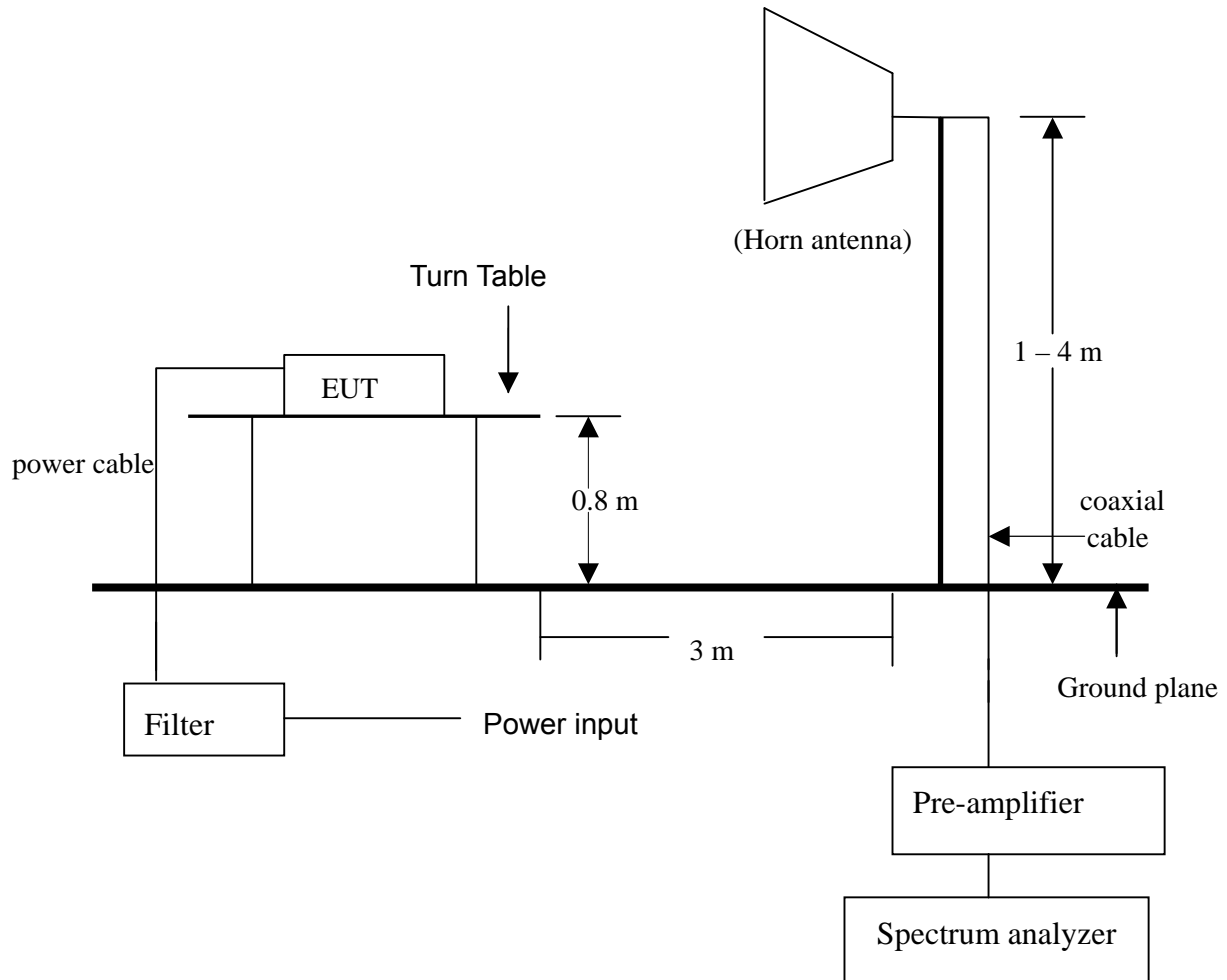 (Horn antenna)
Turn Table
1 – 4 m
EUT
power cable
0.8 m
coaxial
cable
3 m
Ground plane
Filter
Power input
Pre-amplifier
Spectrum analyzer